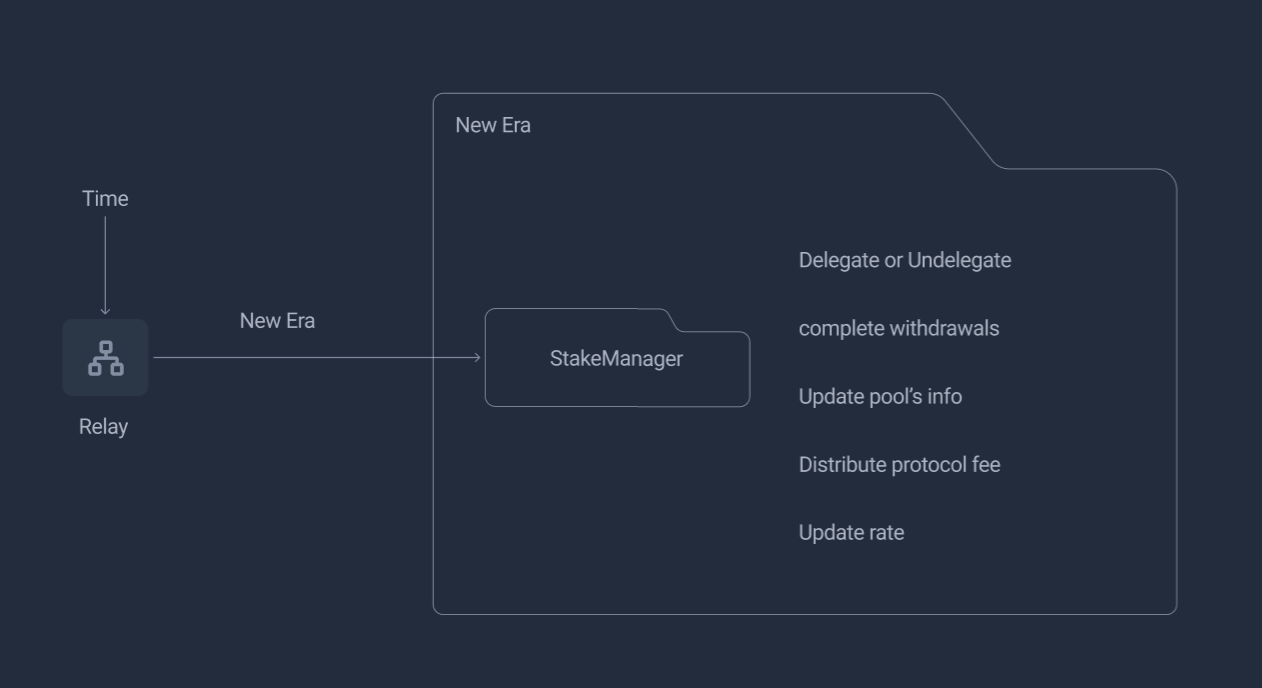 New Era
Time
New Era
Relay
StakeManager
Delegate or Undelegate
complete withdrawals
Update pool’s info
Distribute protocol fee
Update rate